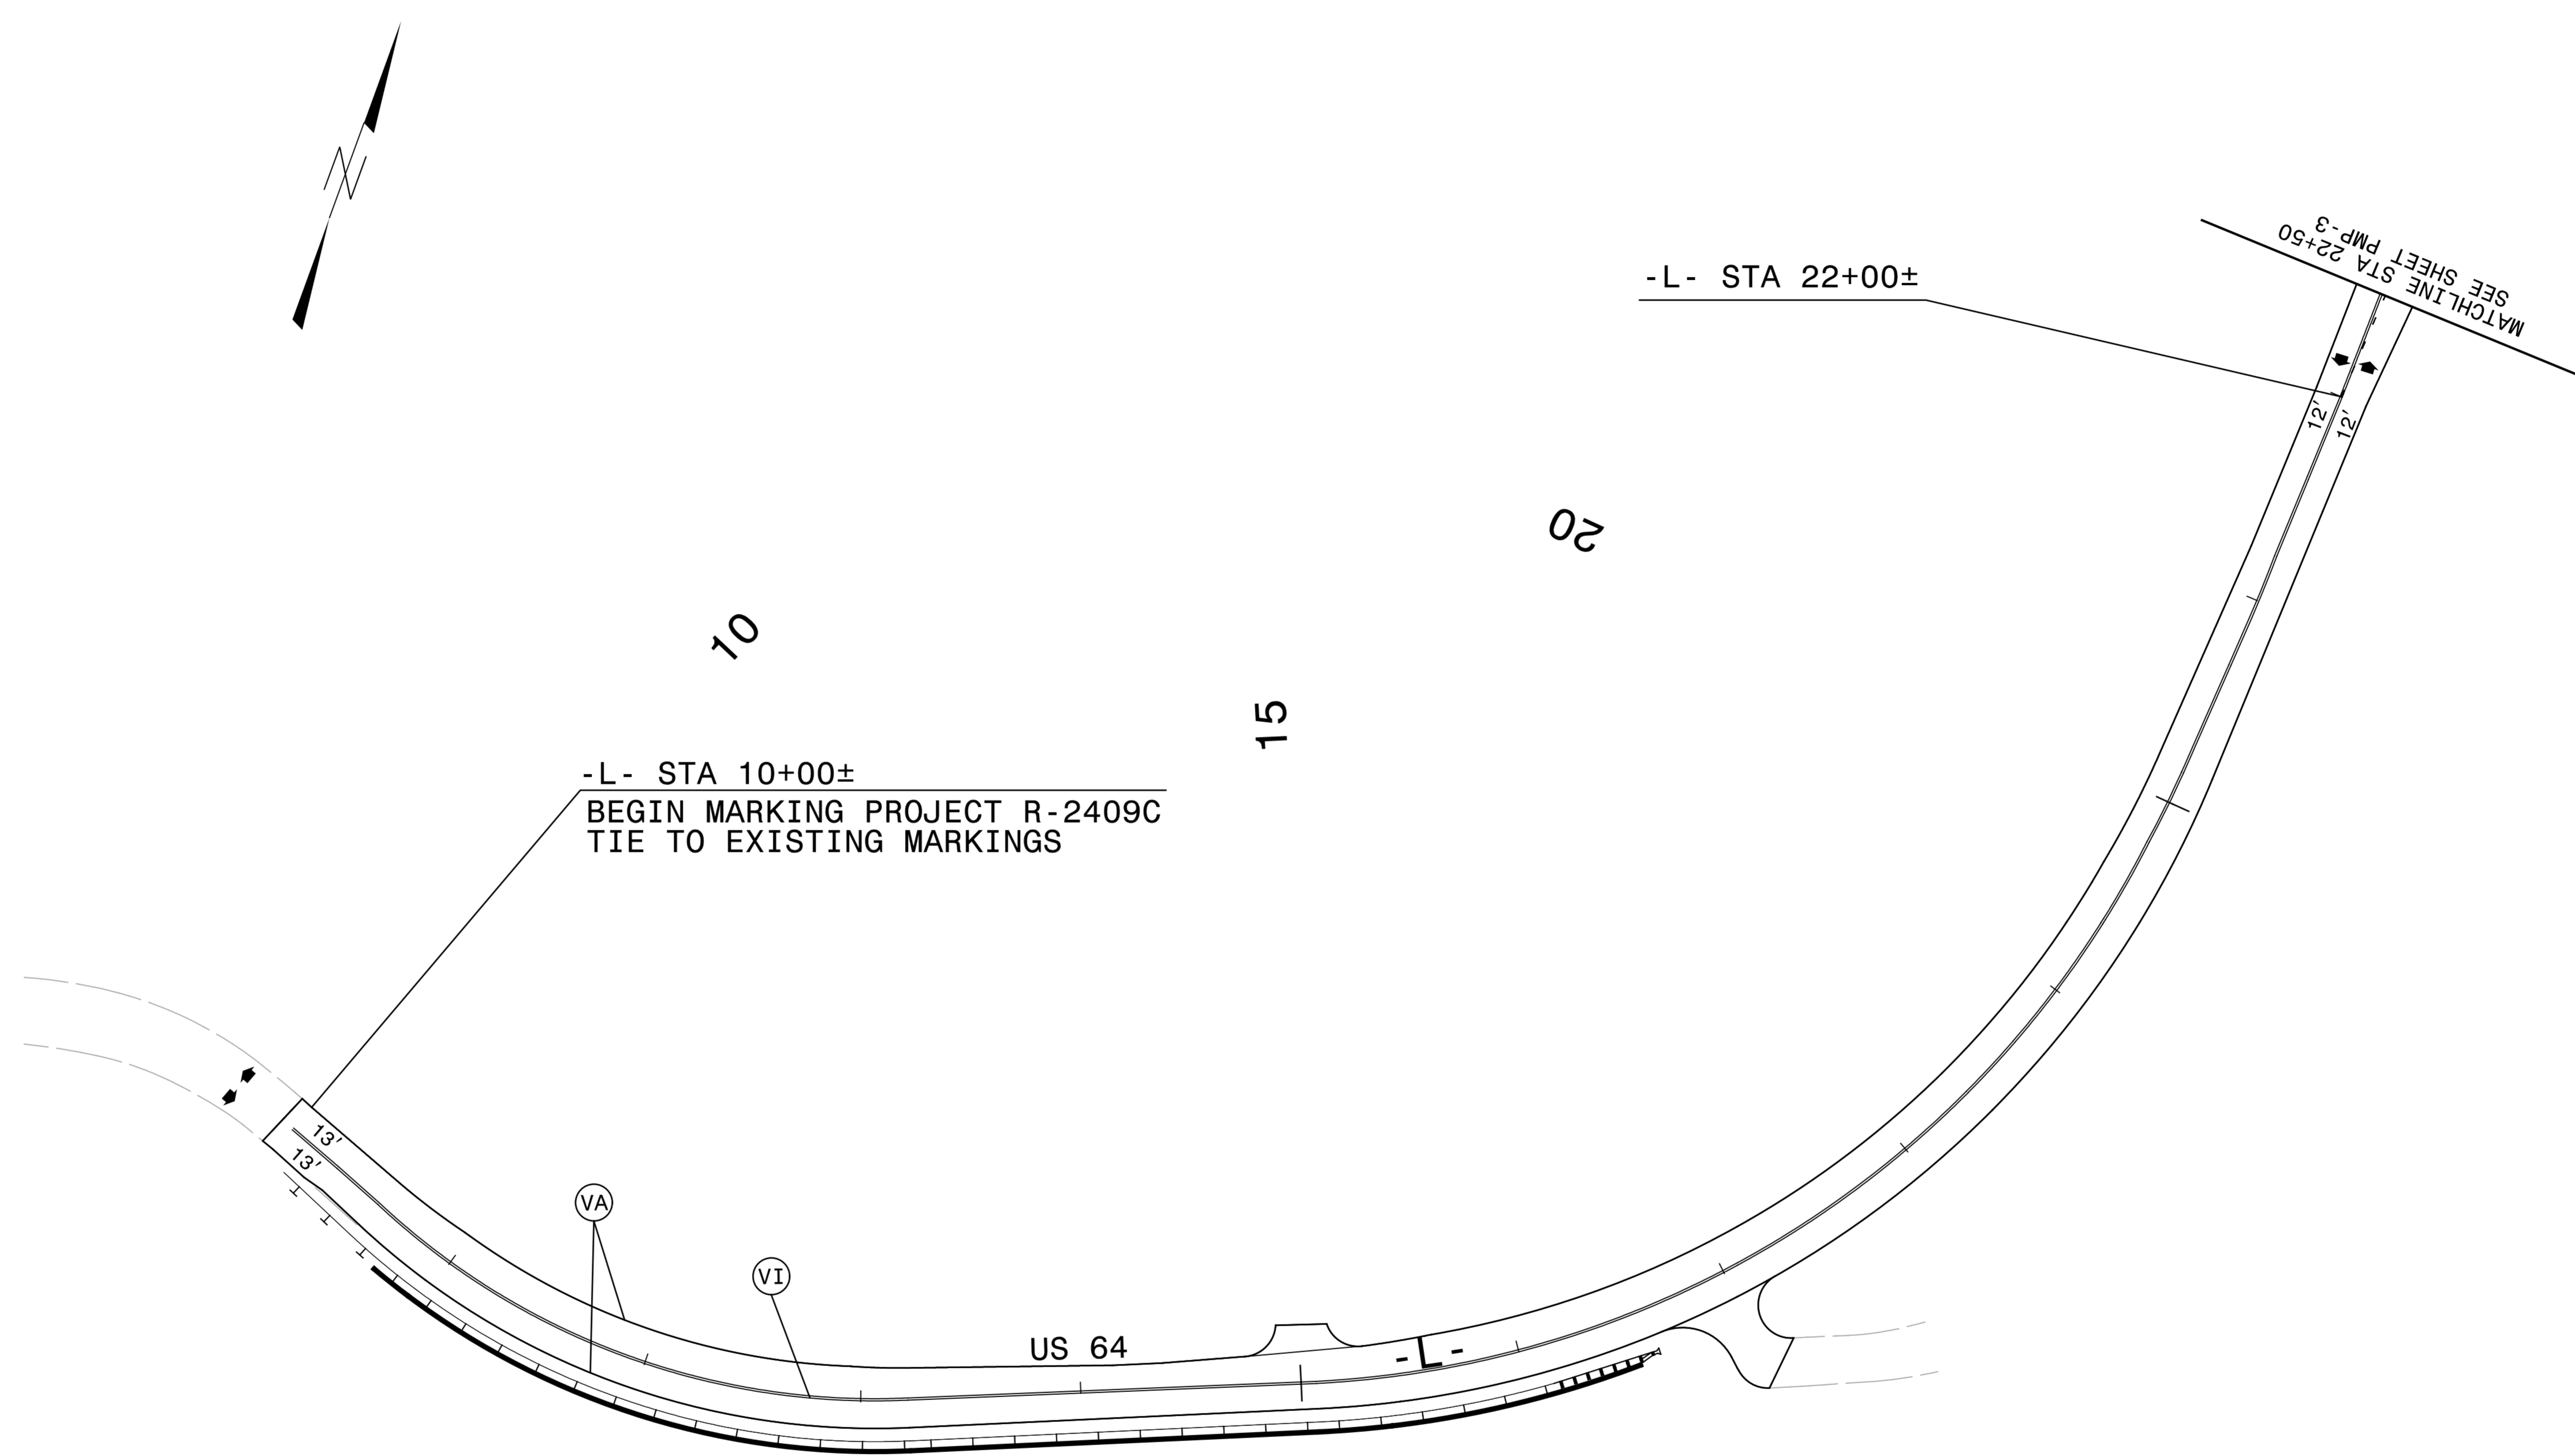 N
MATCHLINE STA 22+50
SEE SHEET PMP-3
-L- STA 22+00±
12'
12'
20
10
15
-L- STA 10+00±
BEGIN MARKING PROJECT R-2409C
TIE TO EXISTING MARKINGS
13'
13'
VA
VI
US 64
-L-